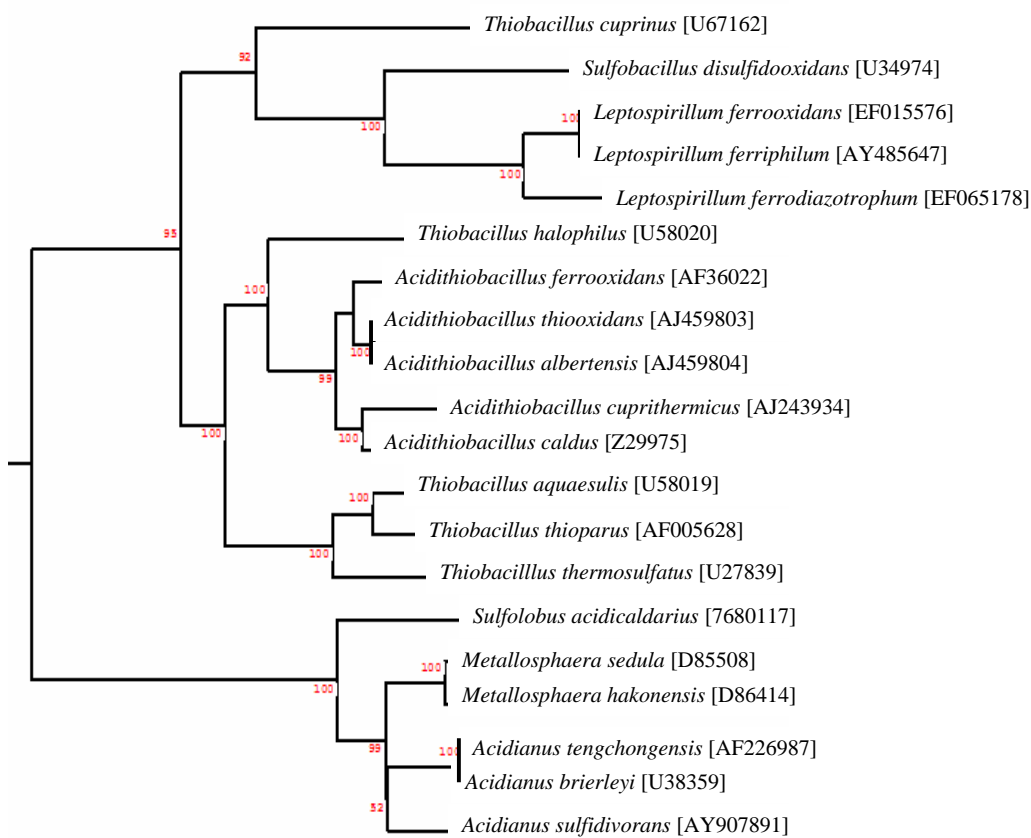 Thiobacillus cuprinus [U67162]
92
Sulfobacillus disulfidooxidans [U34974]
100
Leptospirillum ferrooxidans [EF015576]
Leptospirillum ferriphilum [AY485647]
100
Leptospirillum ferrodiazotrophum [EF065178]
Thiobacillus halophilus [U58020]
Acidithiobacillus ferrooxidans [AF36022]
100
Acidithiobacillus thiooxidans [AJ459803]
100
Acidithiobacillus albertensis [AJ459804]
99
Acidithiobacillus cuprithermicus [AJ243934]
100
100
Acidithiobacillus caldus [Z29975]
Thiobacillus aquaesulis [U58019]
100
Thiobacillus thioparus [AF005628]
100
Thiobacilllus thermosulfatus [U27839]
Sulfolobus acidicaldarius [7680117]
Metallosphaera sedula [D85508]
100
100
Metallosphaera hakonensis [D86414]
99
Acidianus tengchongensis [AF226987]
100
Acidianus brierleyi [U38359]
52
Acidianus sulfidivorans [AY907891]